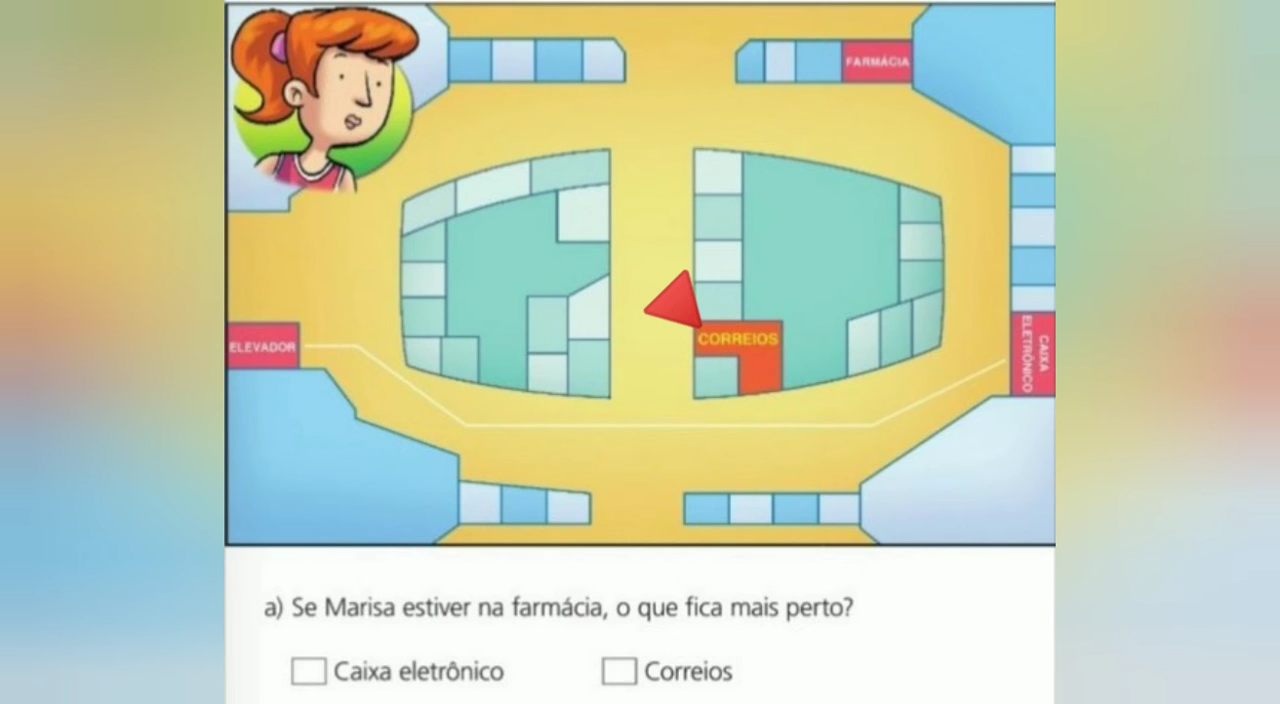 FARMÁCIA
ELEVADOR
CORREIOS
CAIXA
ELETRÔNICO
a) Se Marisa estiver na farmácia, o que fica mais perto?
Caixa eletrônico
Correios